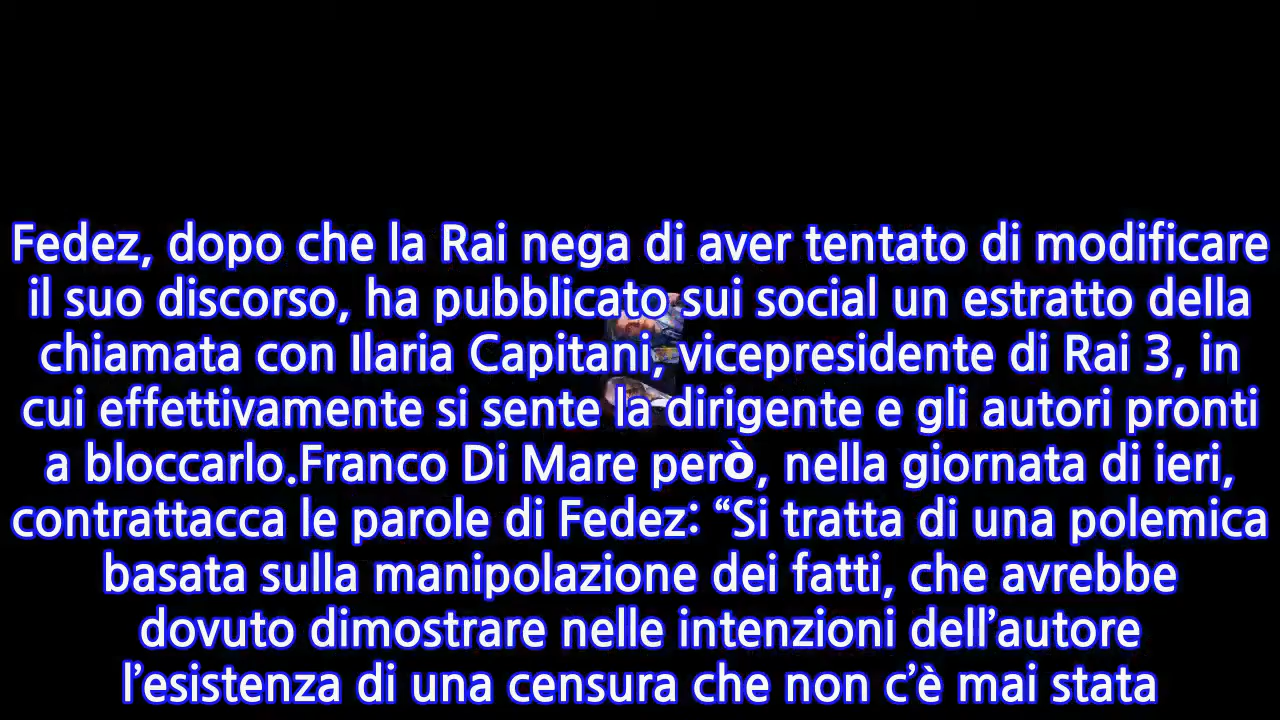 Fedez, dopo che la Rai nega di aver tentato di modificare
il suo discorso, ha pubblicato sui social un estratto della
chiamata con Ilaria Capitani, vicepresidente di Rai 3, in
cui effettivamente si sente la dirigente e gli autori pronti
a bloccarlo.Franco Di Mare però, nella giornata di ieri,
contrattacca le parole di Fedez: “Si tratta di una polemica
basata sulla manipolazione dei fatti, che avrebbe
dovuto dimostrare nelle intenzioni dell’autore
l’esistenza di una censura che non c’è mai stata